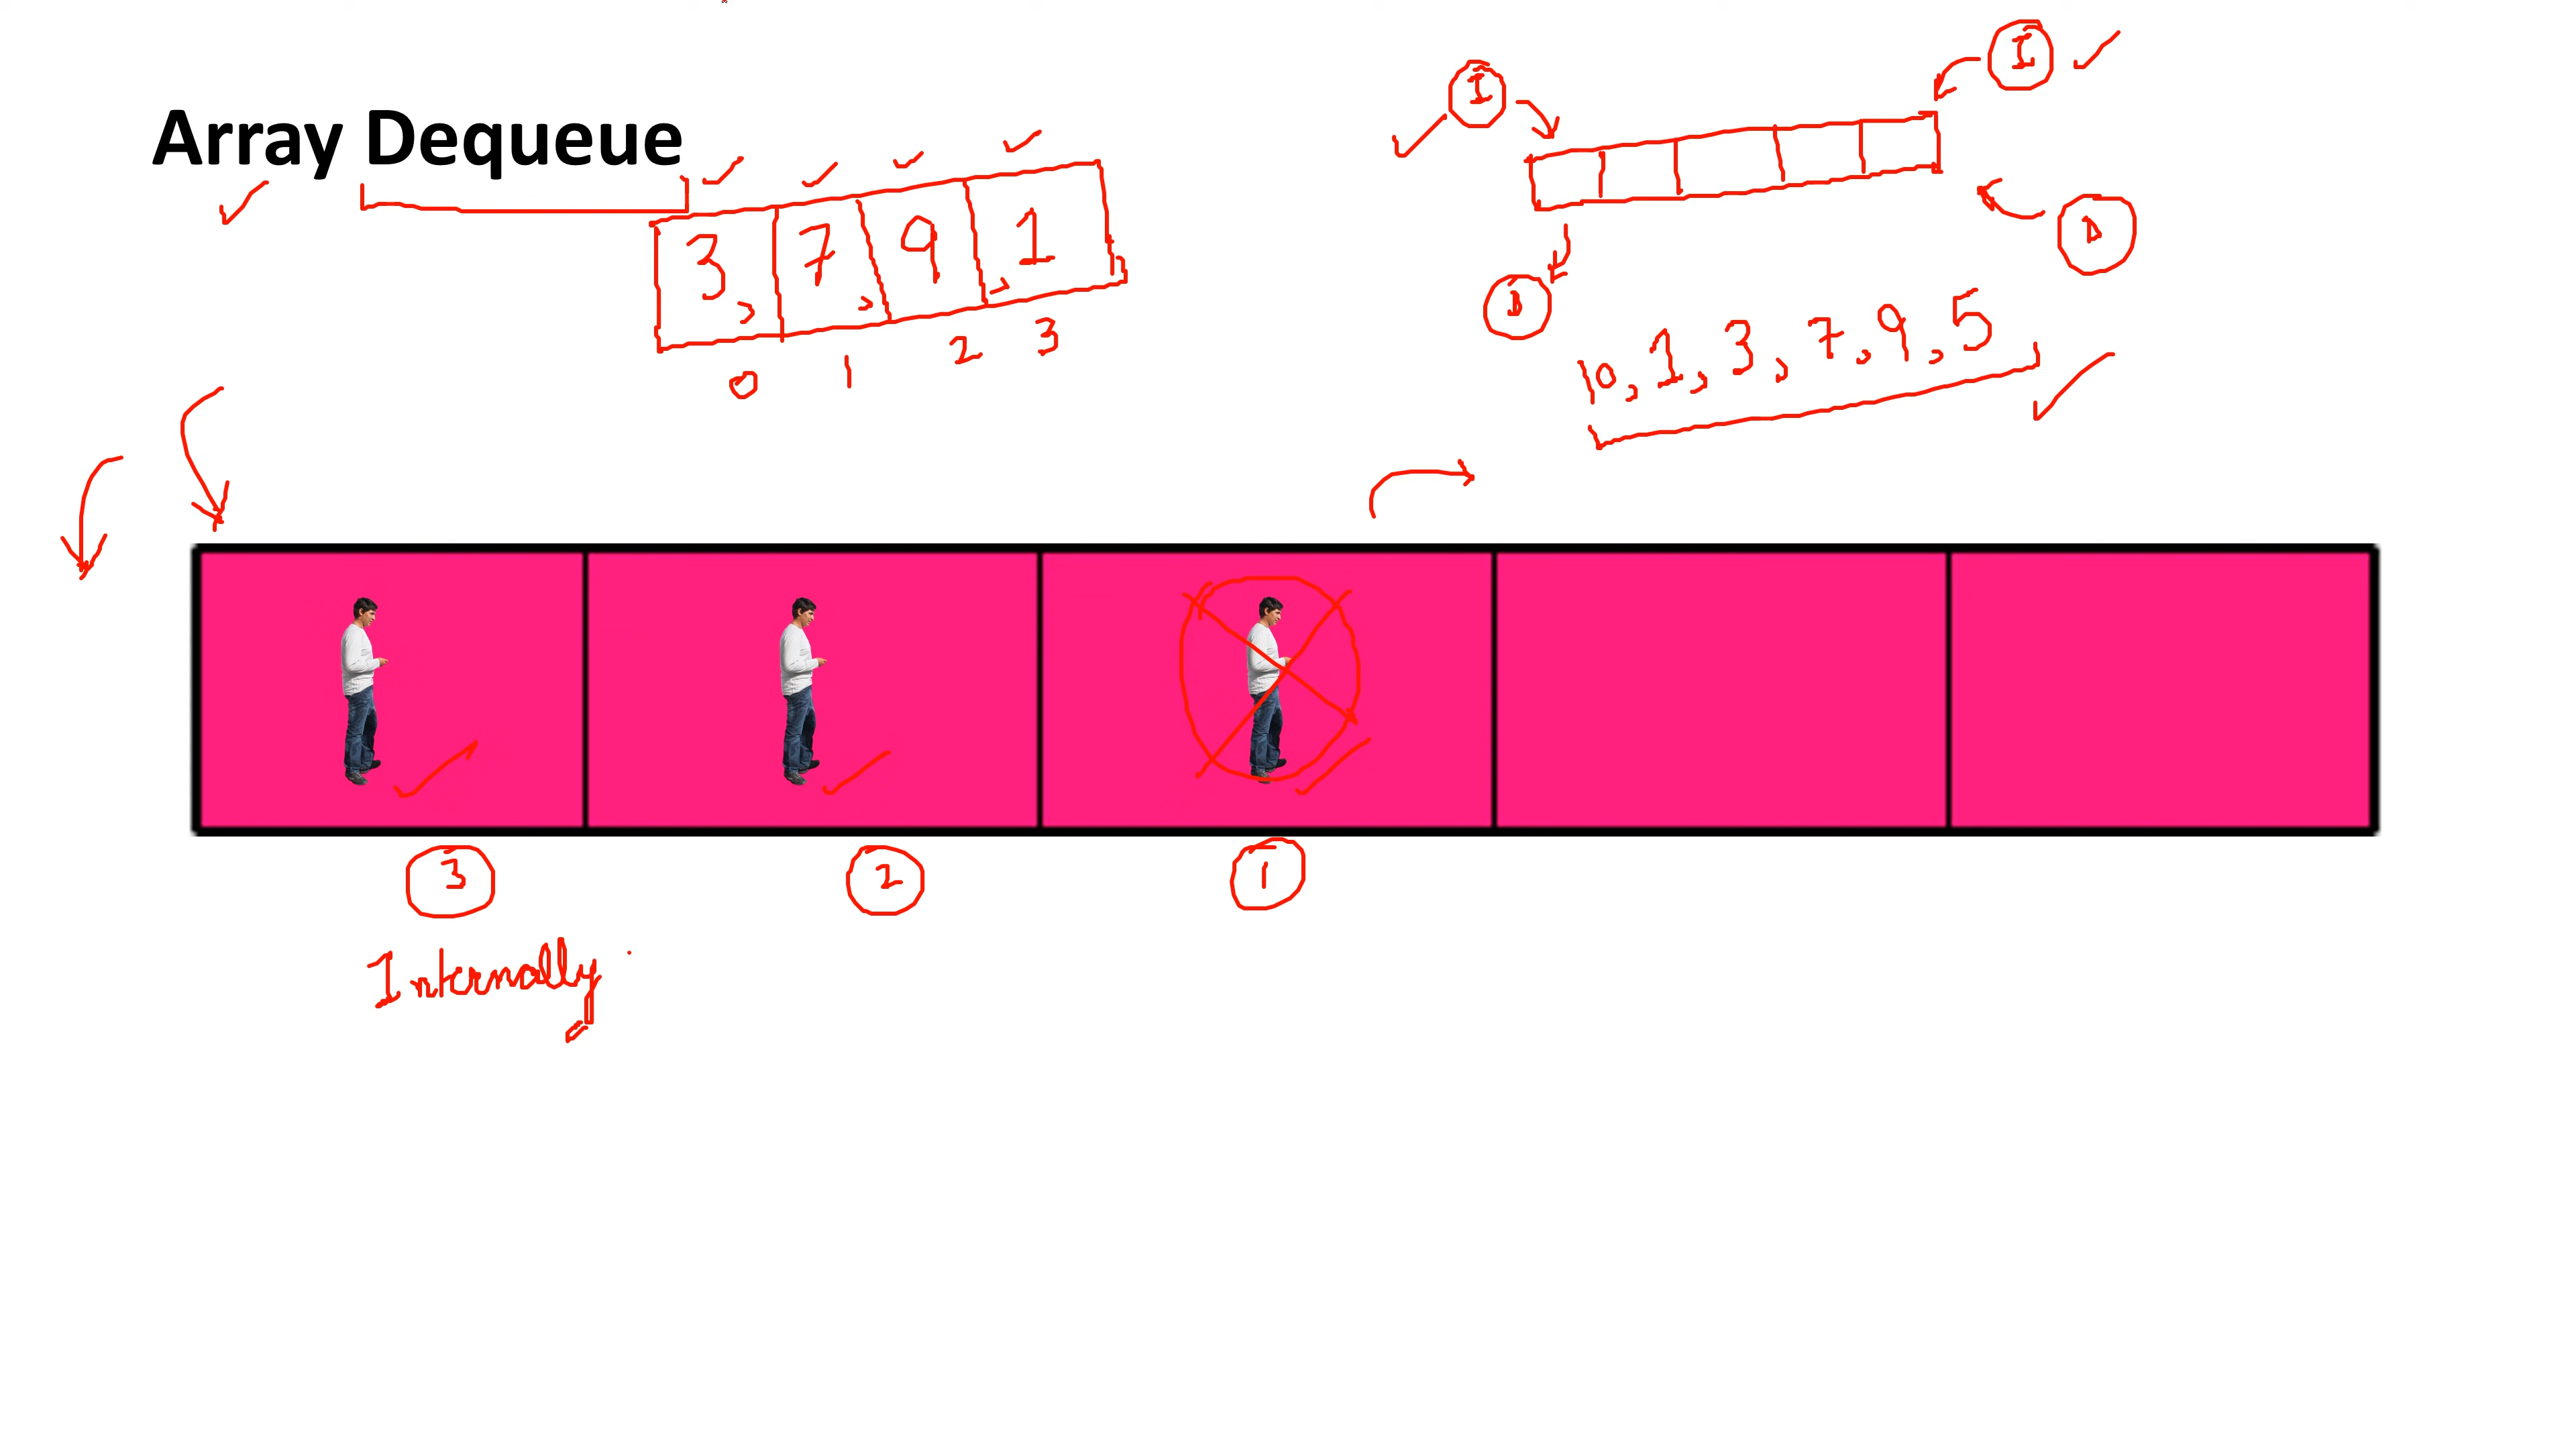 Array Dequeue
3, 7, 9, 1
0 1 2 3
I I
D D
10, 1, 3, 7, 9, 5
3 2 1
Internally